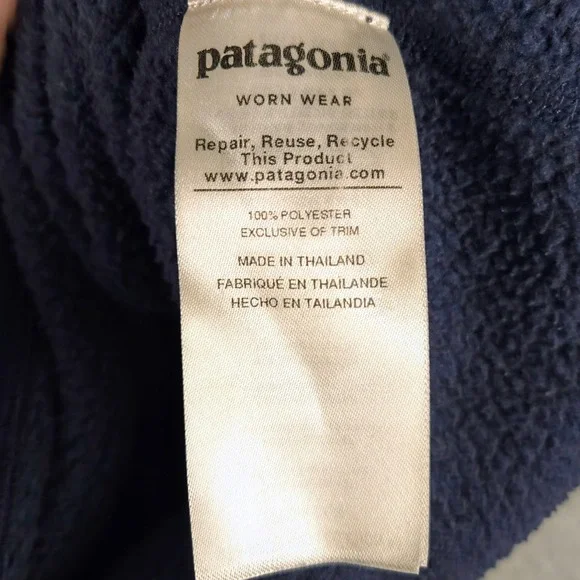 patagonia®
WORN WEAR
Repair, Reuse, Recycle
This Product
www.patagonia.com
100% POLYESTER
EXCLUSIVE OF TRIM
MADE IN THAILAND
FABRIQUÉ EN THAÏLANDE
HECHO EN TAILANDIA